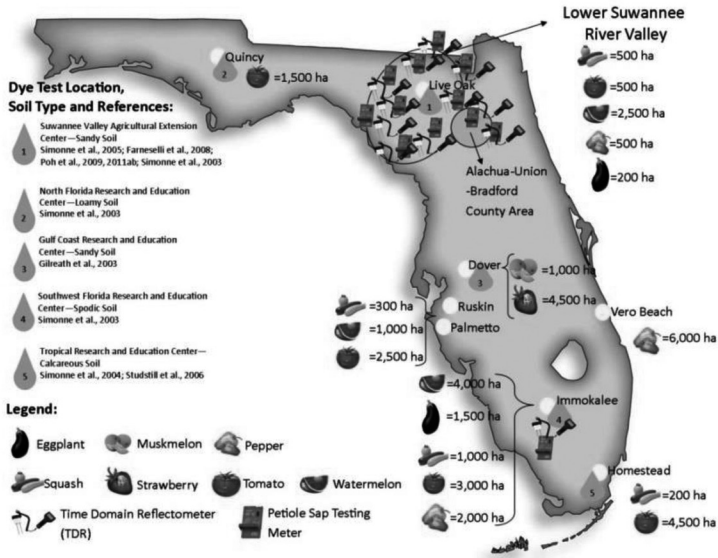 Lower Suwannee
River Valley
=500 ha
=500 ha
=2,500 ha
=500 ha
=200 ha
Quincy
2
=1,500 ha
Live Oak
1
Alachua-Union
-Bradford
County Area
Dye Test Location,
Soil Type and References:
1
Suwannee Valley Agricultural Extension
Center—Sandy Soil
Simonne et al., 2005; Farneselli et al., 2008;
Poh et al., 2009, 2011ab; Simonne et al., 2003
2
North Florida Research and Education
Center—Loamy Soil
Simonne et al., 2003
3
Gulf Coast Research and Education
Center—Sandy Soil
Gilreath et al., 2003
4
Southwest Florida Research and Education
Center—Spodic Soil
Simonne et al., 2003
5
Tropical Research and Education Center—
Calcareous Soil
Simonne et al., 2004; Studstill et al., 2006
Dover
3
=1,000 ha
=4,500 ha
Ruskin
Palmetto
=300 ha
=1,000 ha
=2,500 ha
Vero Beach
=6,000 ha
Immokalee
4
=4,000 ha
=1,500 ha
=1,000 ha
=3,000 ha
=2,000 ha
Homestead
5
=200 ha
=4,500 ha
Legend:
Eggplant
Muskmelon
Pepper
Squash
Strawberry
Tomato
Watermelon
Time Domain Reflectometer
(TDR)
Petiole Sap Testing
Meter